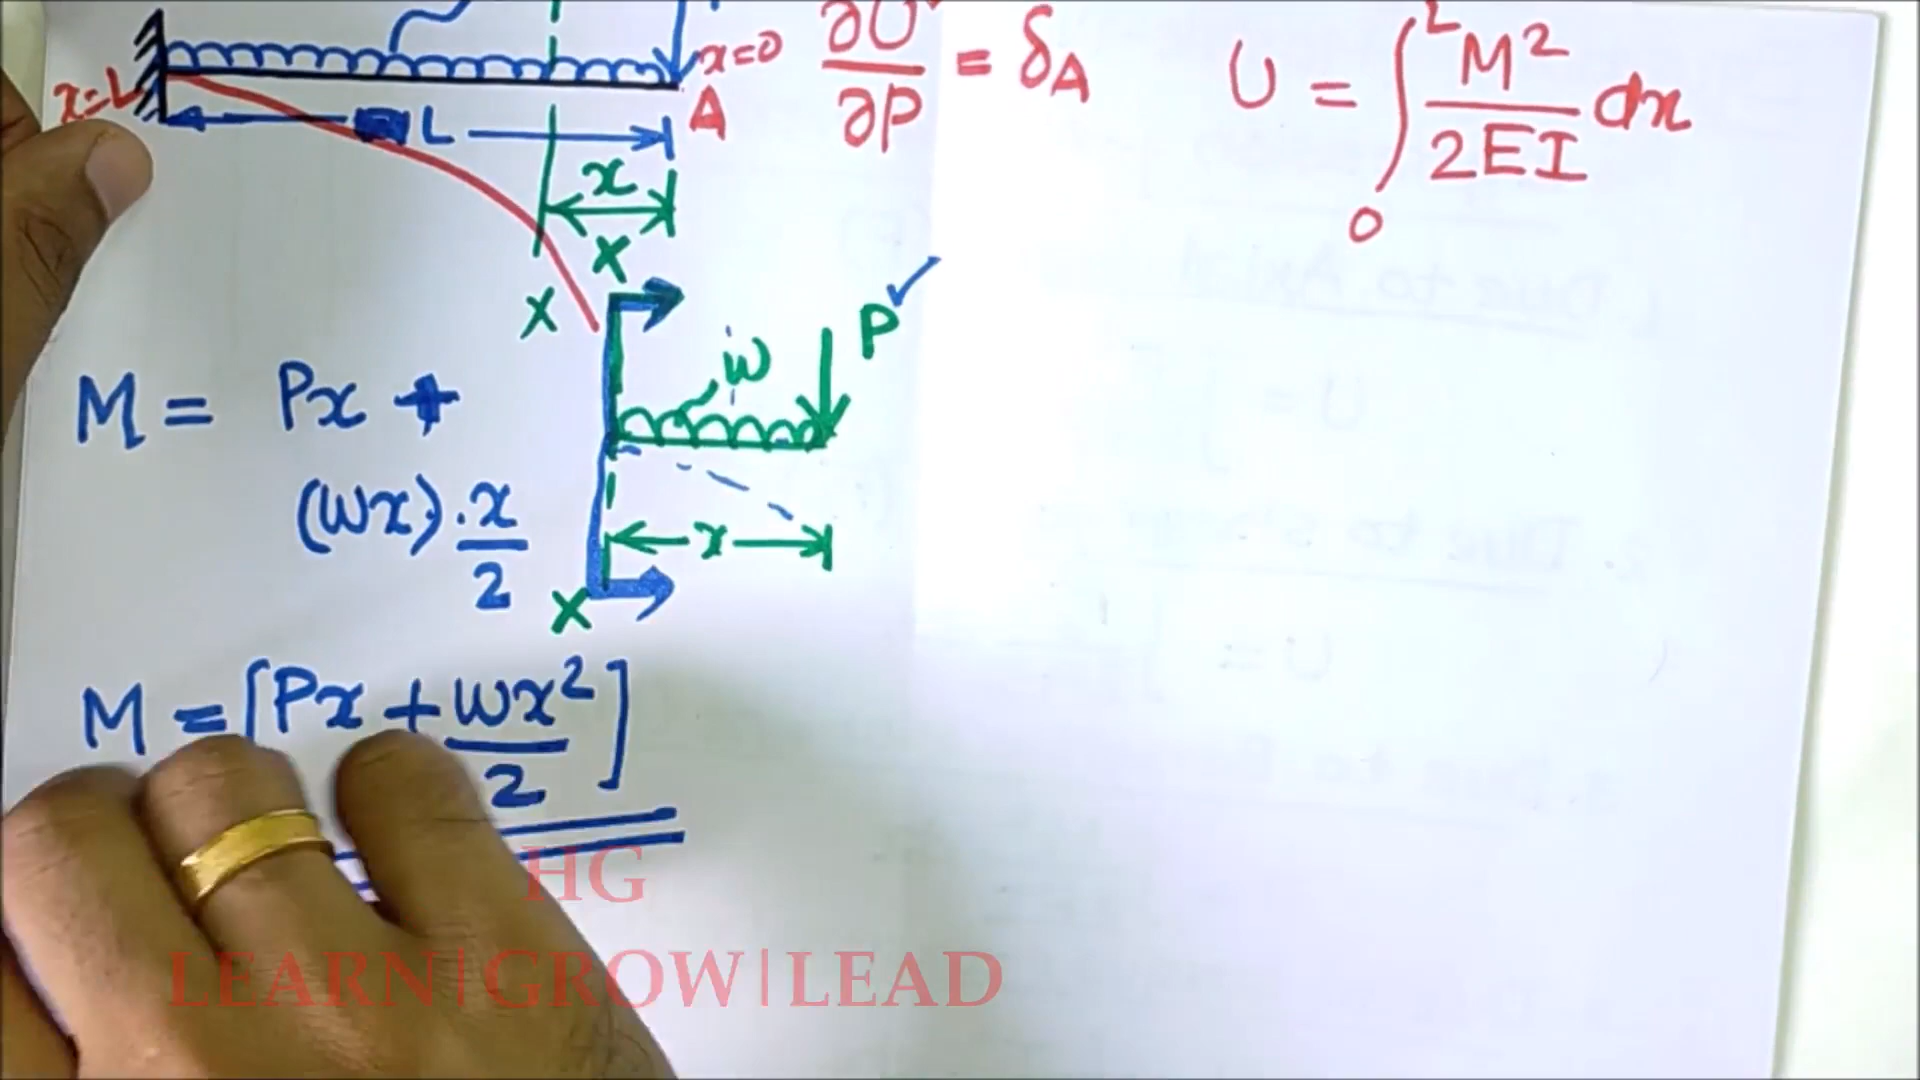 x=L
x=0
A
L
x
X
X
∂U/∂P = δA
U = ∫₀ᴸ M²/2EI dx
P
w
x
X
M = Px +
(wx) . x/2
M = [Px + wx²/2]
HG
LEARN|GROW|LEAD